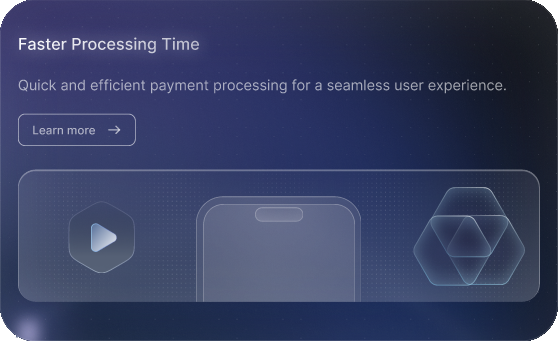 Faster Processing Time
Quick and efficient payment processing for a seamless user experience.
Learn more